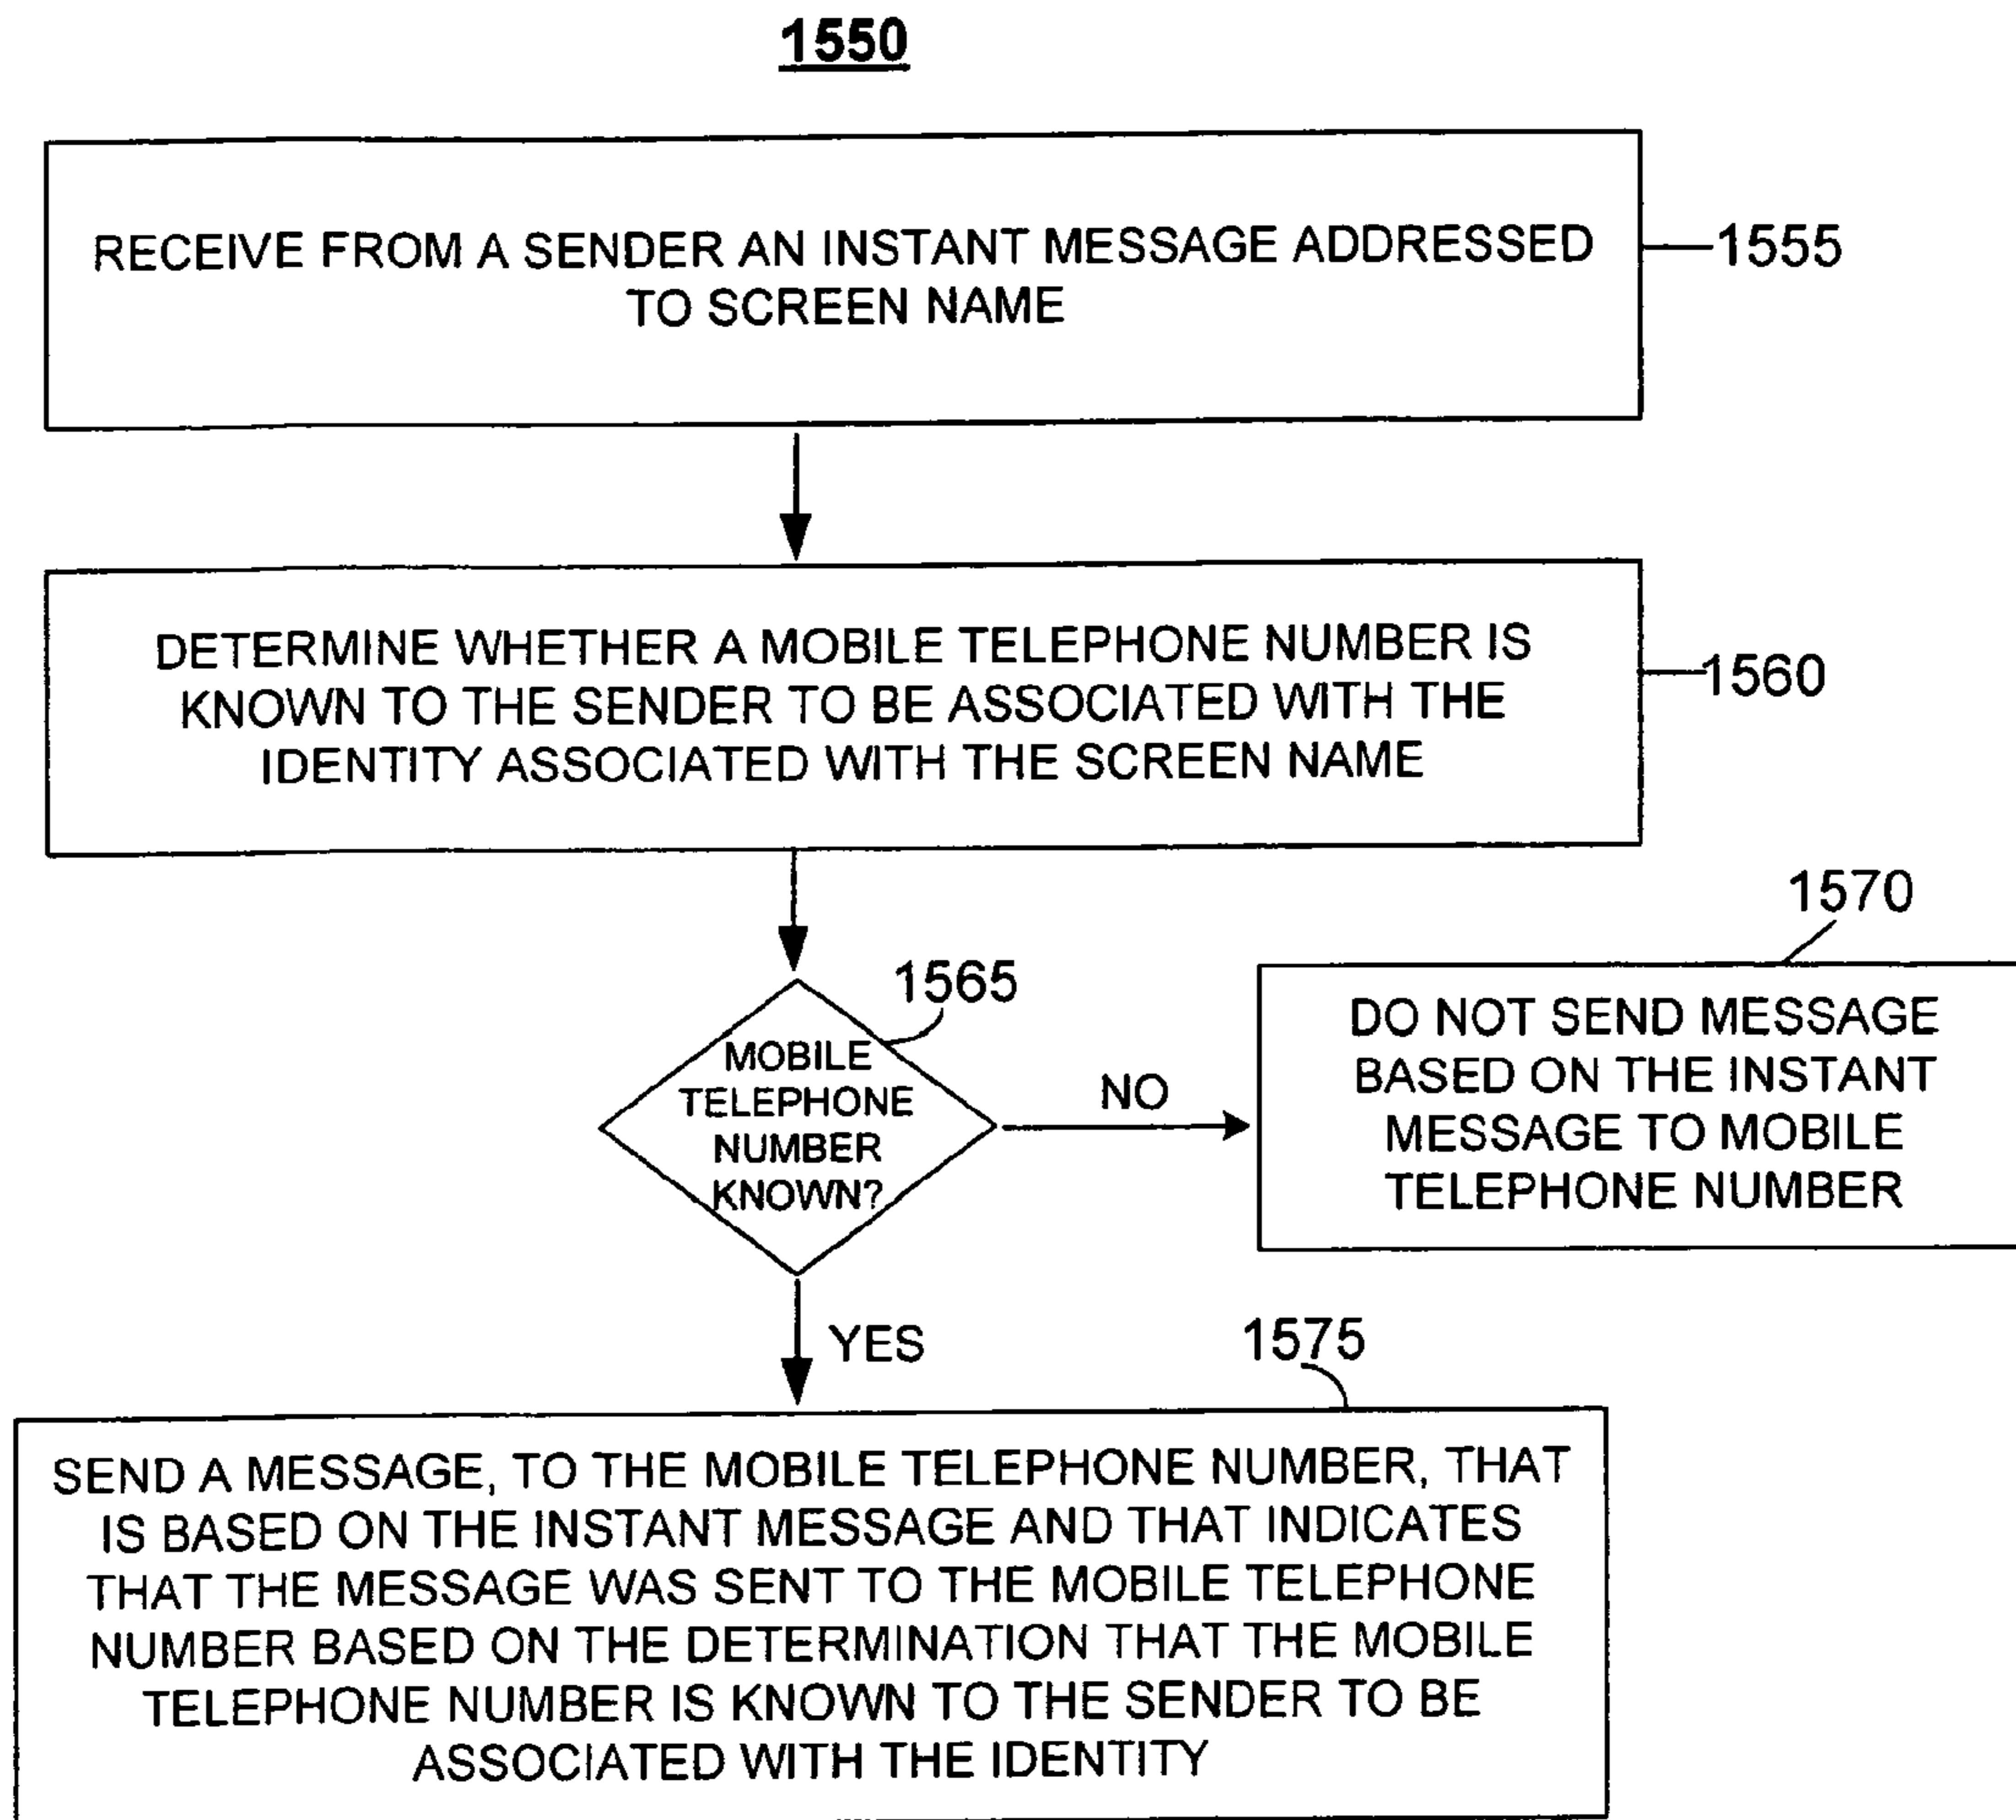 1550
RECEIVE FROM A SENDER AN INSTANT MESSAGE ADDRESSED
TO SCREEN NAME
1555
DETERMINE WHETHER A MOBILE TELEPHONE NUMBER IS
KNOWN TO THE SENDER TO BE ASSOCIATED WITH THE
IDENTITY ASSOCIATED WITH THE SCREEN NAME
1560
1565
MOBILE
TELEPHONE
NUMBER
KNOWN?
NO
1570
DO NOT SEND MESSAGE
BASED ON THE INSTANT
MESSAGE TO MOBILE
TELEPHONE NUMBER
YES
1575
SEND A MESSAGE, TO THE MOBILE TELEPHONE NUMBER, THAT
IS BASED ON THE INSTANT MESSAGE AND THAT INDICATES
THAT THE MESSAGE WAS SENT TO THE MOBILE TELEPHONE
NUMBER BASED ON THE DETERMINATION THAT THE MOBILE
TELEPHONE NUMBER IS KNOWN TO THE SENDER TO BE
ASSOCIATED WITH THE IDENTITY